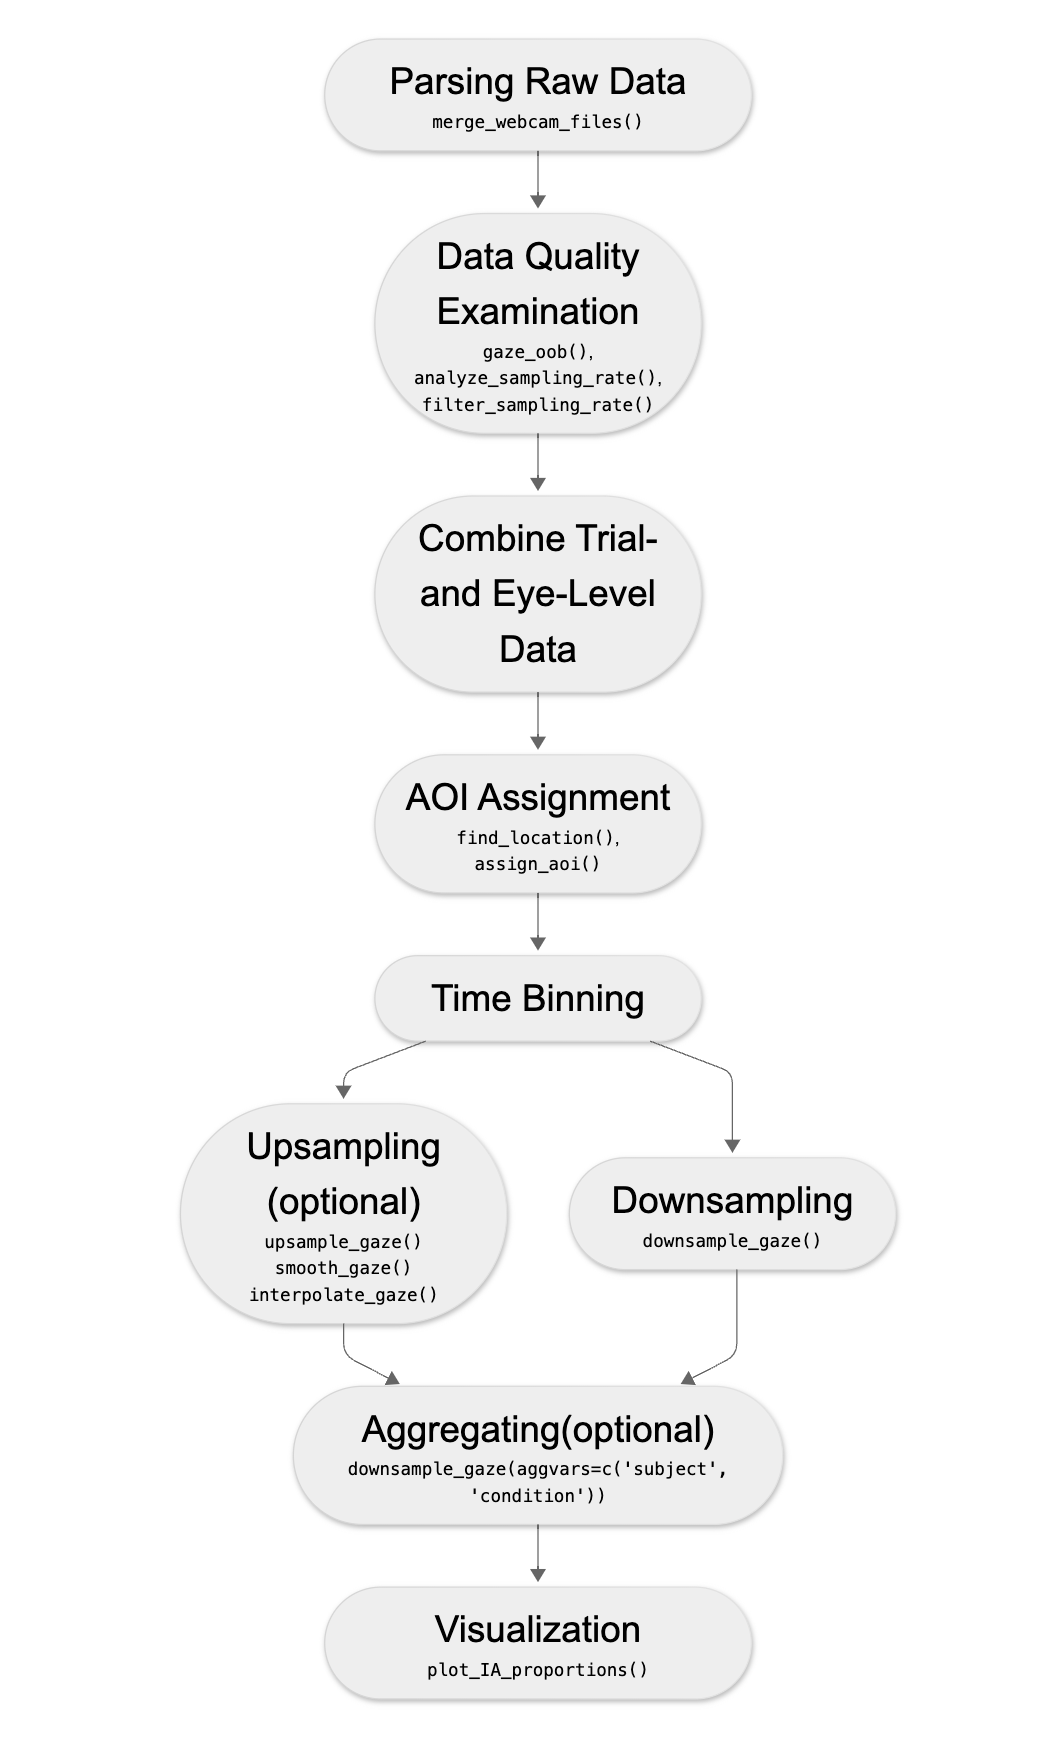 Parsing Raw Data
merge_webcam_files()
Data Quality
Examination
gaze_oob(),
analyze_sampling_rate(),
filter_sampling_rate()
Combine Trial-
and Eye-Level
Data
AOI Assignment
find_location(),
assign_aoi()
Time Binning
Upsampling
(optional)
upsample_gaze()
smooth_gaze()
interpolate_gaze()
Downsampling
downsample_gaze()
Aggregating(optional)
downsample_gaze(aggvars=c('subject',
'condition'))
Visualization
plot_IA_proportions()